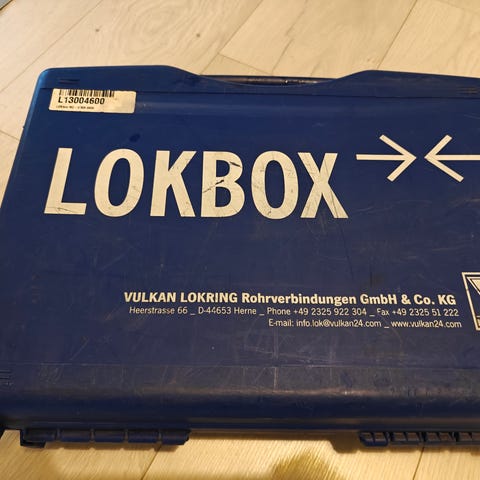 L13004600
LOKBOX
VULKAN LOKRING Rohrverbindungen GmbH & Co. KG
Heerstrasse 66 _ D-44653 Herne _ Phone +49 2325 922 304 _ Fax +49 2325 51 222
E-mail: info.lok@vulkan24.com _ www.vulkan24.com